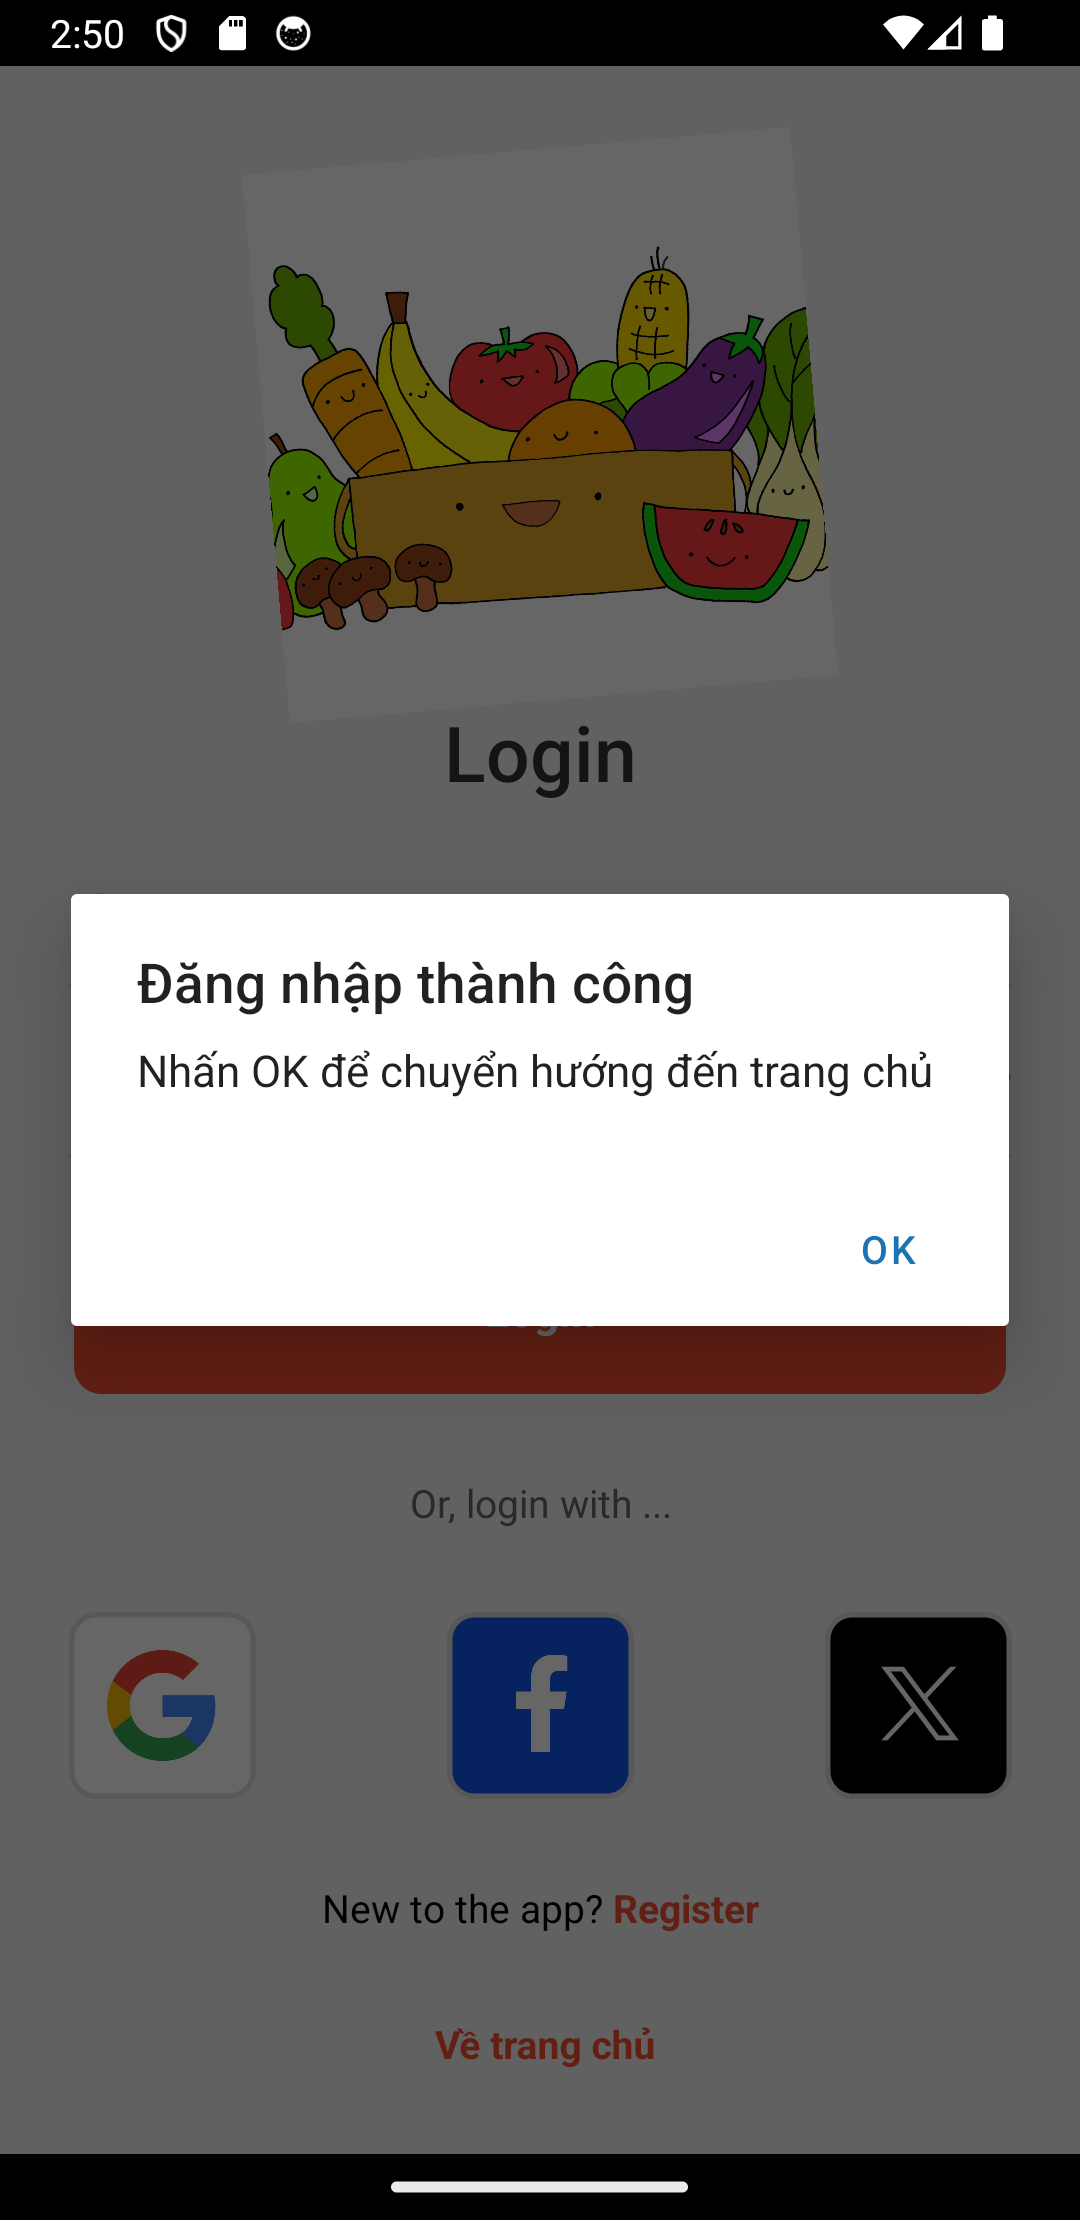 2:50
Login
Đăng nhập thành công
Nhấn OK để chuyển hướng đến trang chủ
OK
Login
Or, login with ...
New to the app? Register
Về trang chủ